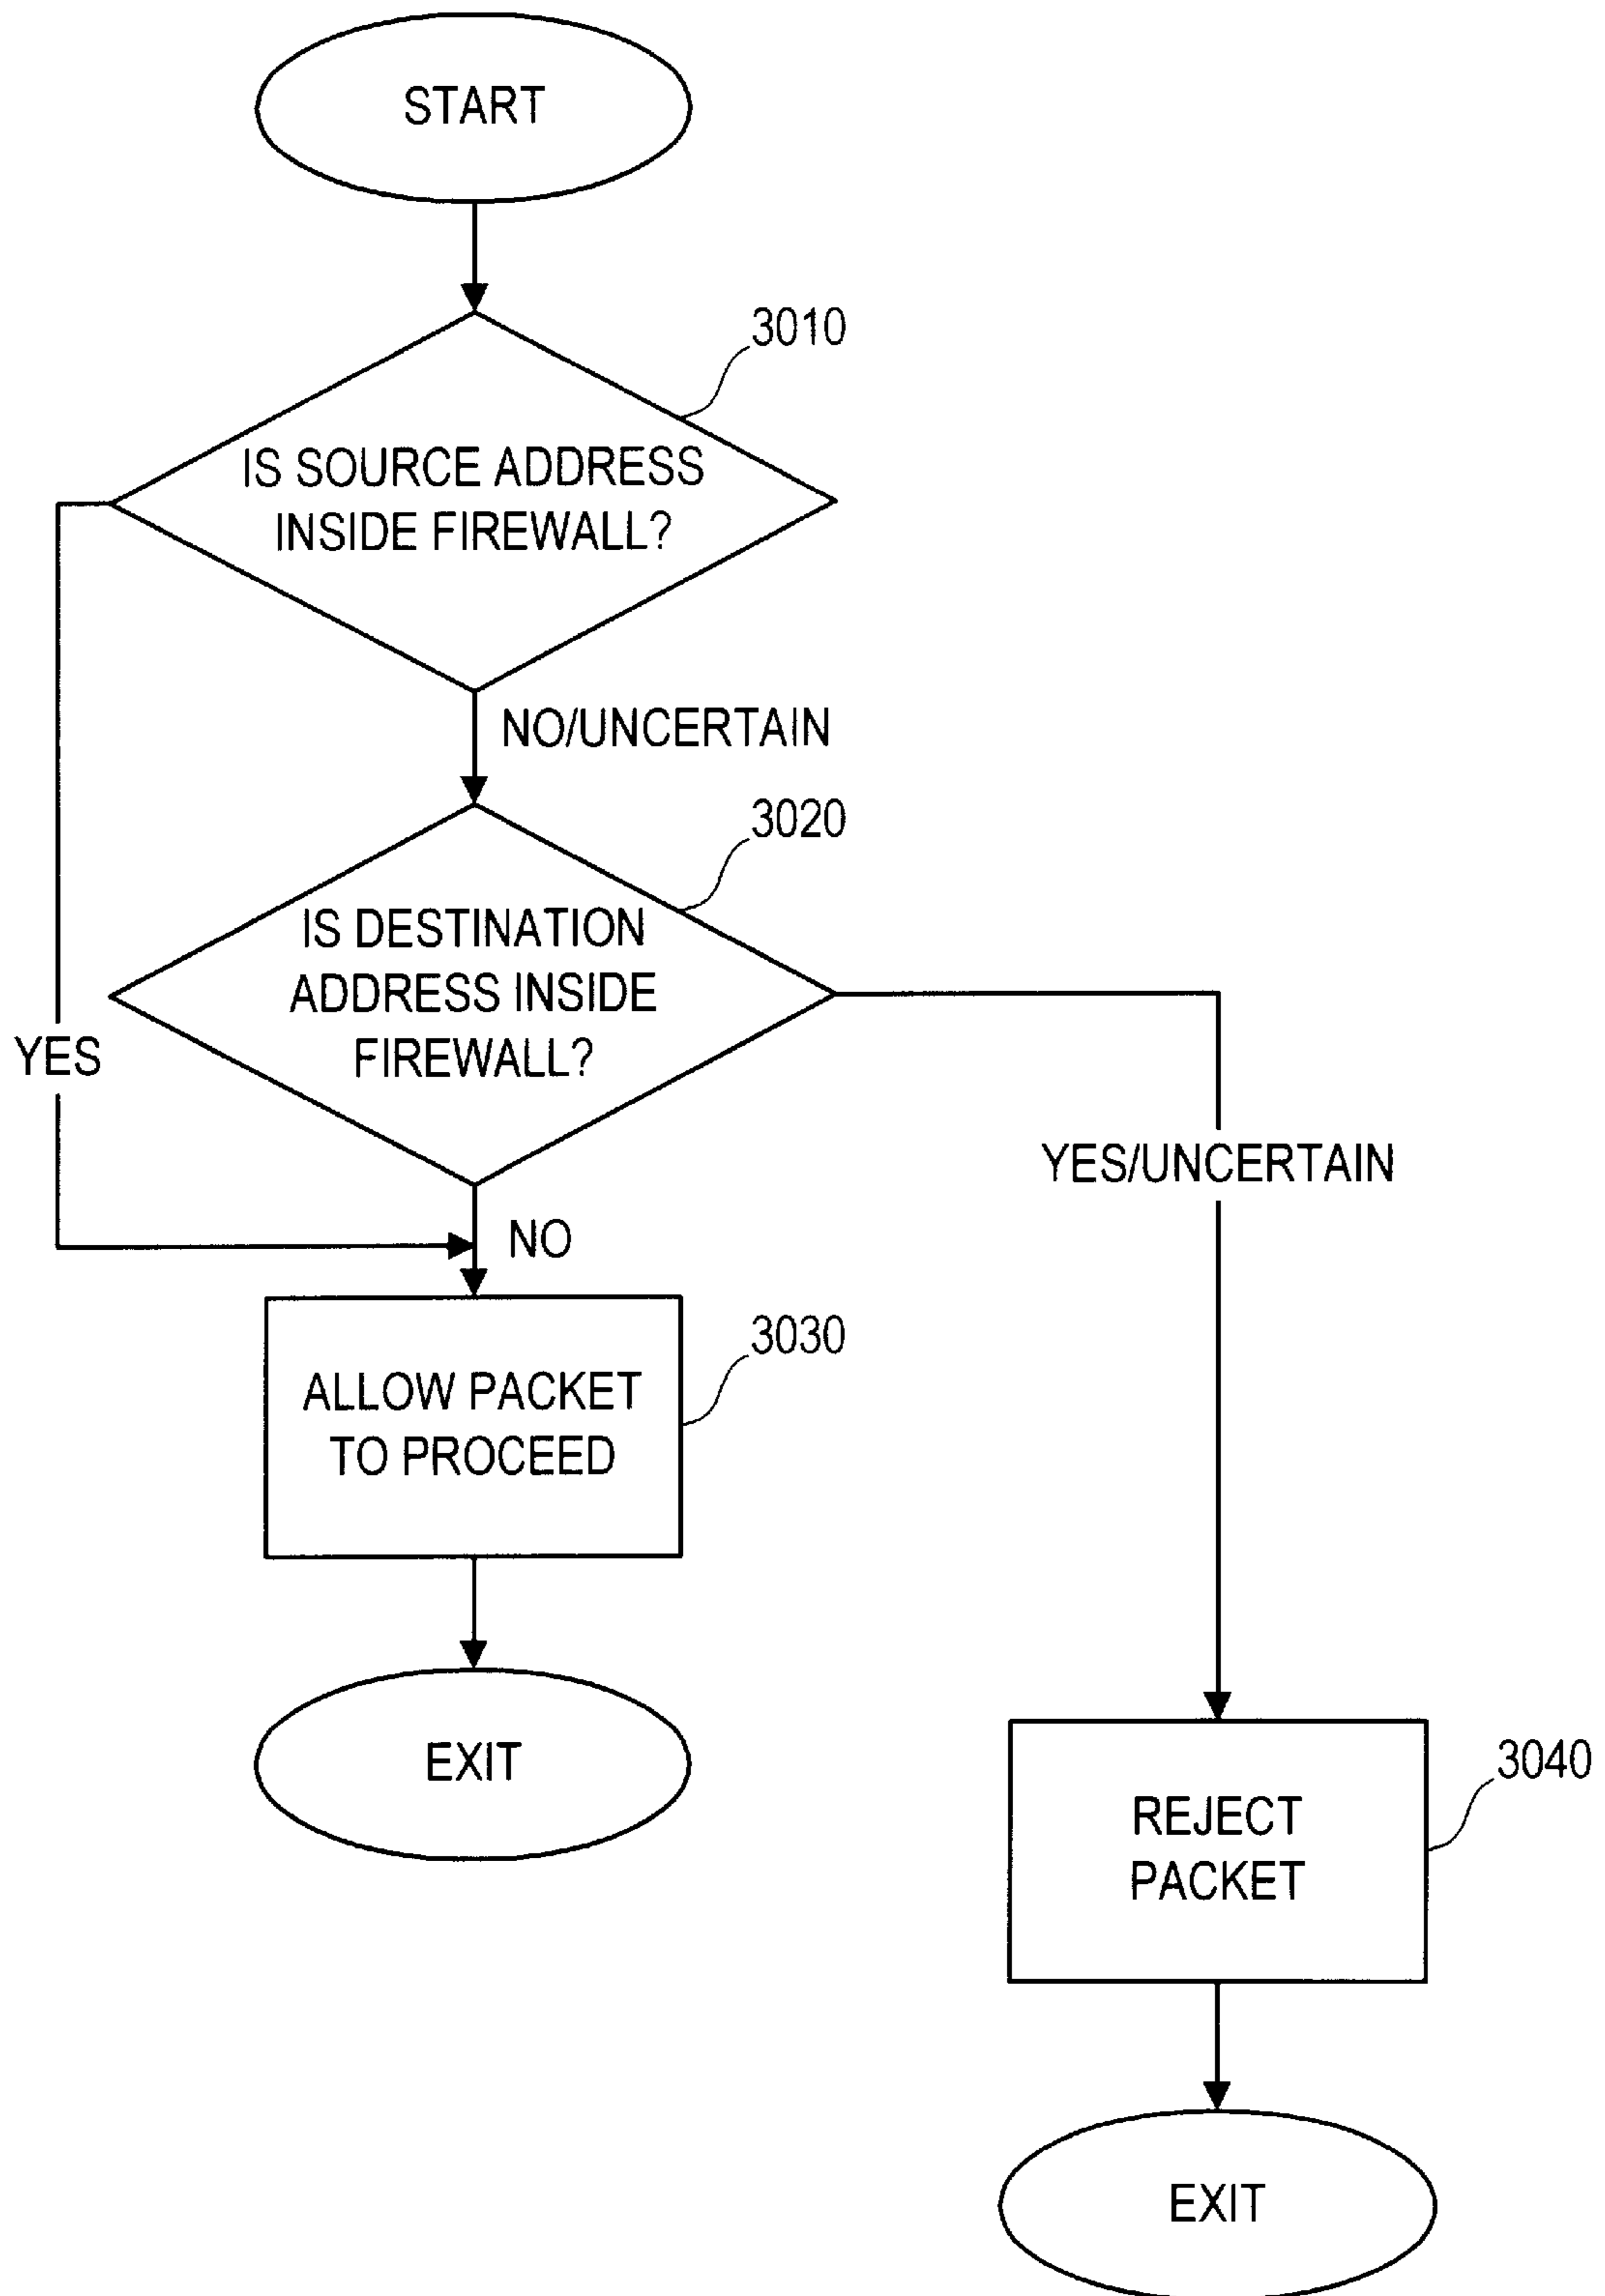 START
3010
IS SOURCE ADDRESS
INSIDE FIREWALL?
NO/UNCERTAIN
3020
IS DESTINATION
ADDRESS INSIDE
FIREWALL?
YES
YES/UNCERTAIN
NO
3030
ALLOW PACKET
TO PROCEED
EXIT
3040
REJECT
PACKET
EXIT